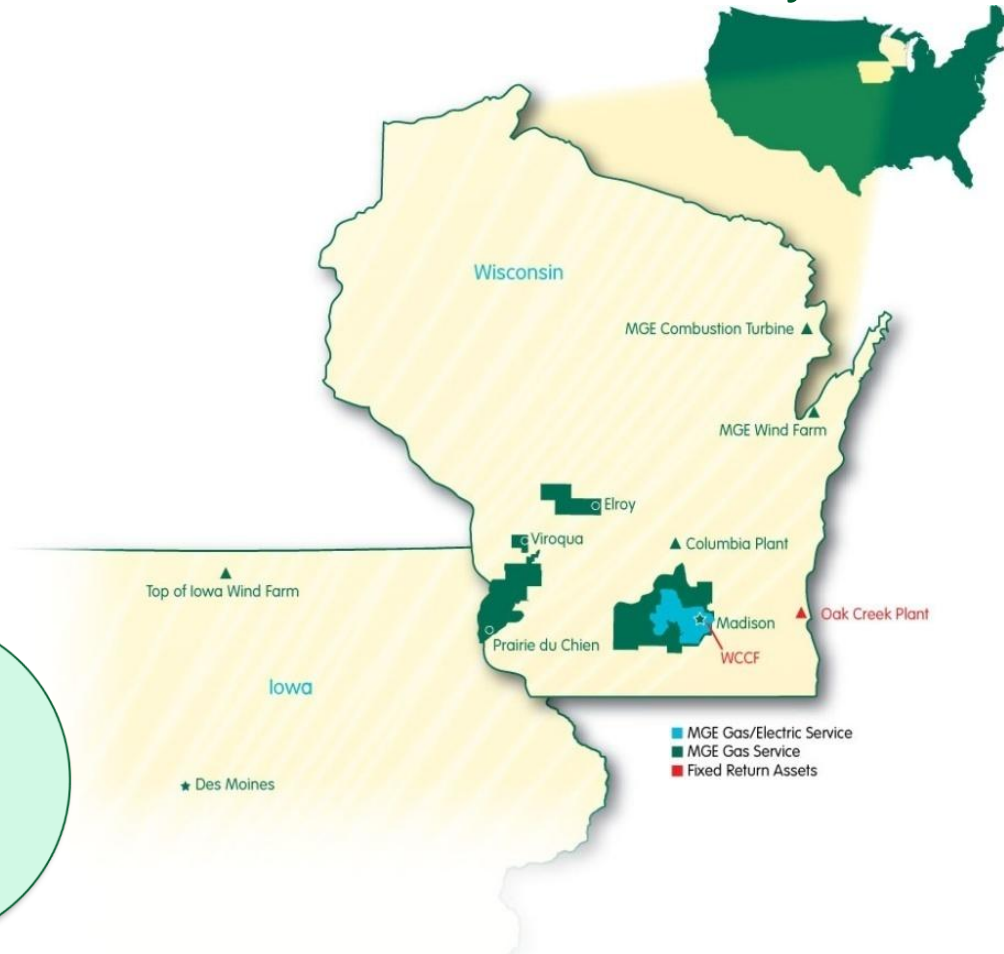 Wisconsin
MGE Combustion Turbine
MGE Wind Farm
Elroy
Viroqua
Columbia Plant
Top of Iowa Wind Farm
Oak Creek Plant
Madison
Prairie du Chien
WCCF
Iowa
MGE Gas/Electric Service
MGE Gas Service
Fixed Return Assets
Des Moines